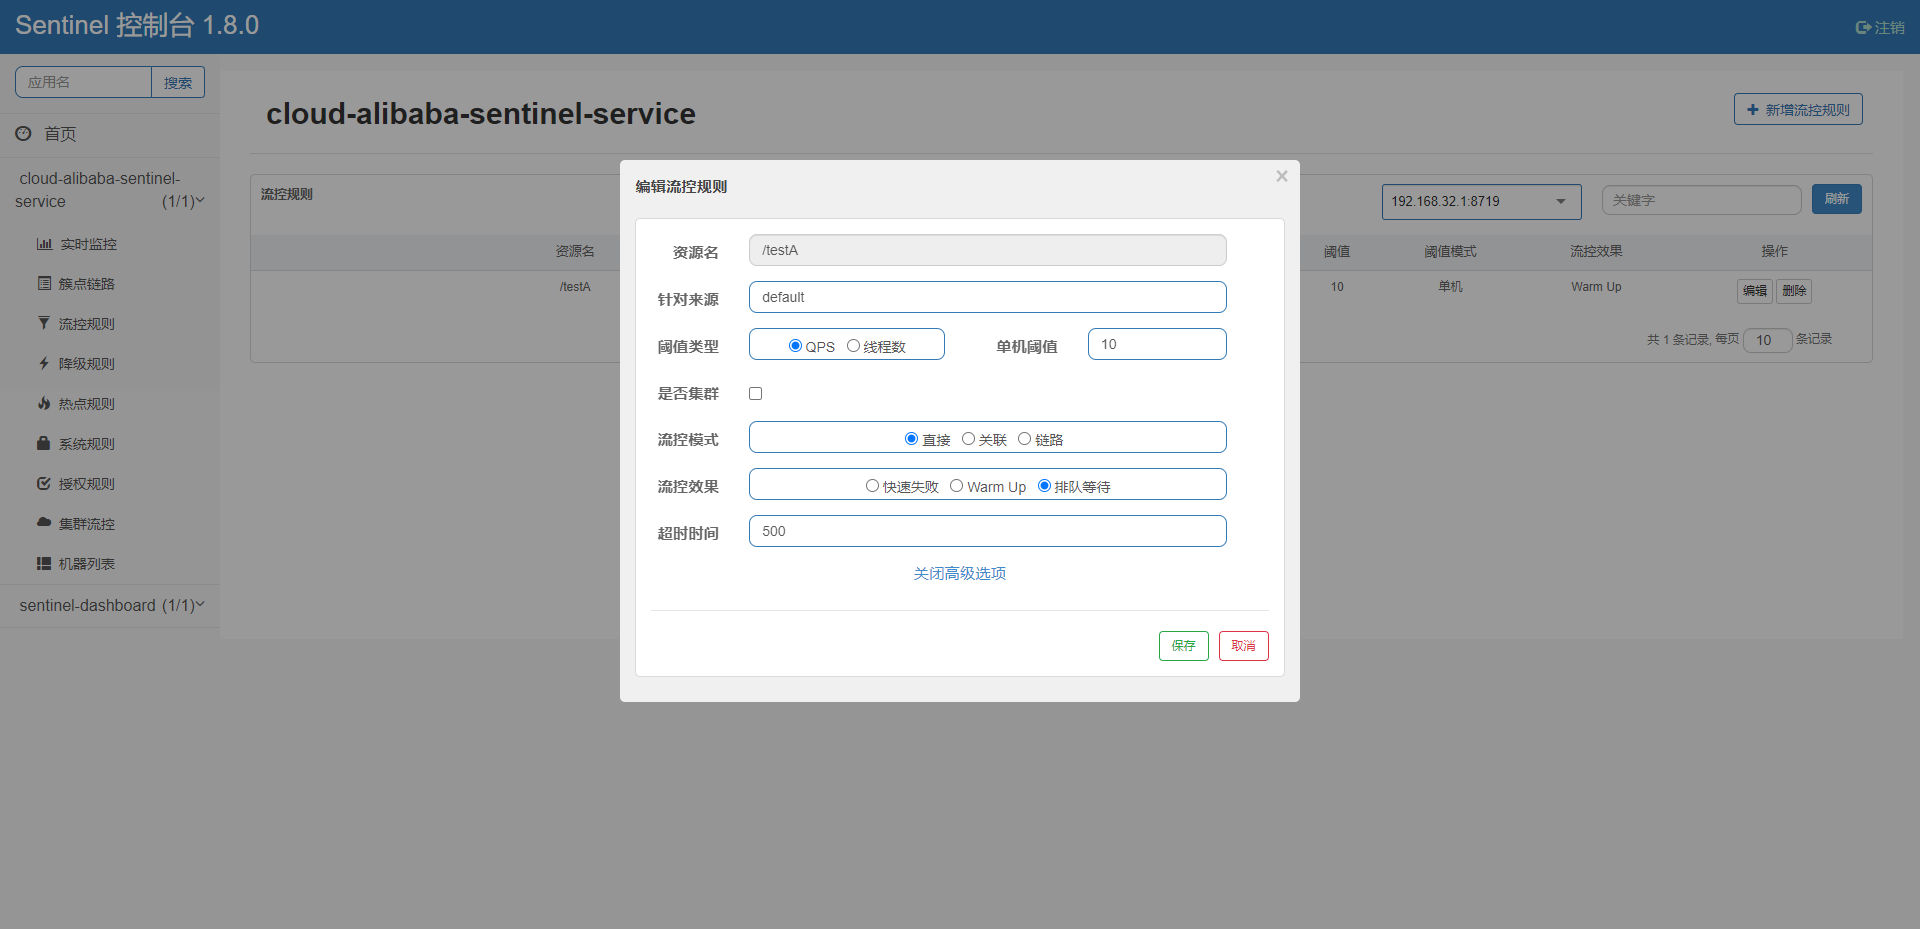 Sentinel 控制台 1.8.0
注销
应用名 搜索
首页
cloud-alibaba-sentinel-
service (1/1)
实时监控
簇点链路
流控规则
降级规则
热点规则
系统规则
授权规则
集群流控
机器列表
sentinel-dashboard (1/1)
cloud-alibaba-sentinel-service
新增流控规则
流控规则
192.168.32.1:8719
关键字
刷新
资源名 阈值 阈值模式 流控效果 操作
/testA 10 单机 Warm Up 编辑 删除
共 1 条记录, 每页 10 条记录
编辑流控规则
×
资源名 /testA
针对来源 default
阈值类型 QPS 线程数 单机阈值 10
是否集群
流控模式 直接 关联 链路
流控效果 快速失败 Warm Up 排队等待
超时时间 500
关闭高级选项
保存 取消